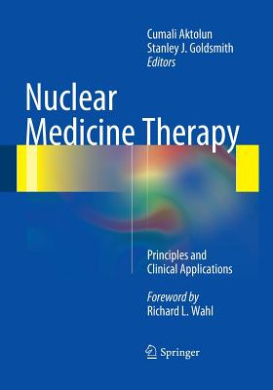 Cumali Aktolun
Stanley J. Goldsmith
Editors
Nuclear
Medicine Therapy
Principles and
Clinical Applications
Foreword by
Richard L. Wahl
Springer